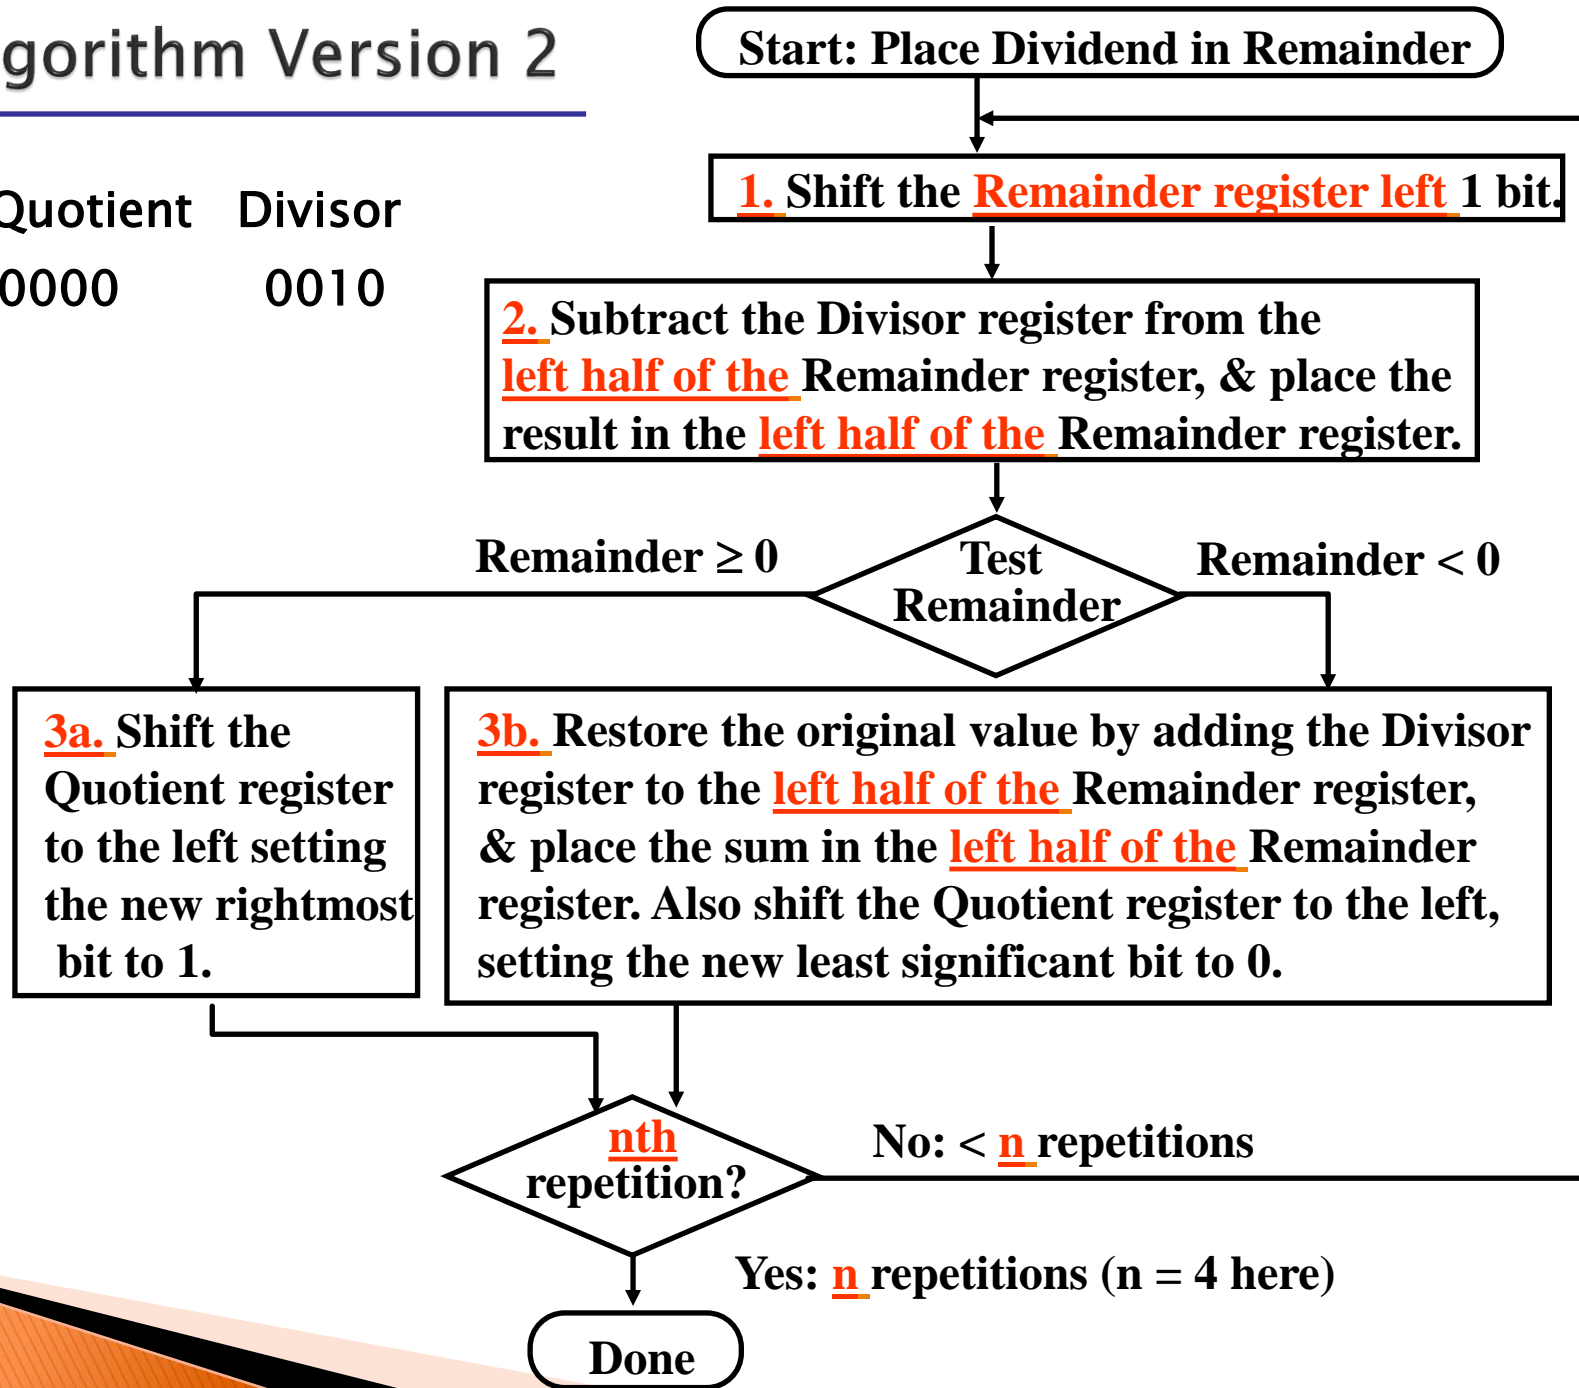 gorithm Version 2
Start: Place Dividend in Remainder
1. Shift the Remainder register left 1 bit.
Quotient Divisor
0000 0010
2. Subtract the Divisor register from the
left half of the Remainder register, & place the
result in the left half of the Remainder register.
Remainder ≥ 0
Test
Remainder
Remainder < 0
3a. Shift the
Quotient register
to the left setting
the new rightmost
bit to 1.
3b. Restore the original value by adding the Divisor
register to the left half of the Remainder register,
& place the sum in the left half of the Remainder
register. Also shift the Quotient register to the left,
setting the new least significant bit to 0.
nth
repetition?
No: < n repetitions
Yes: n repetitions (n = 4 here)
Done